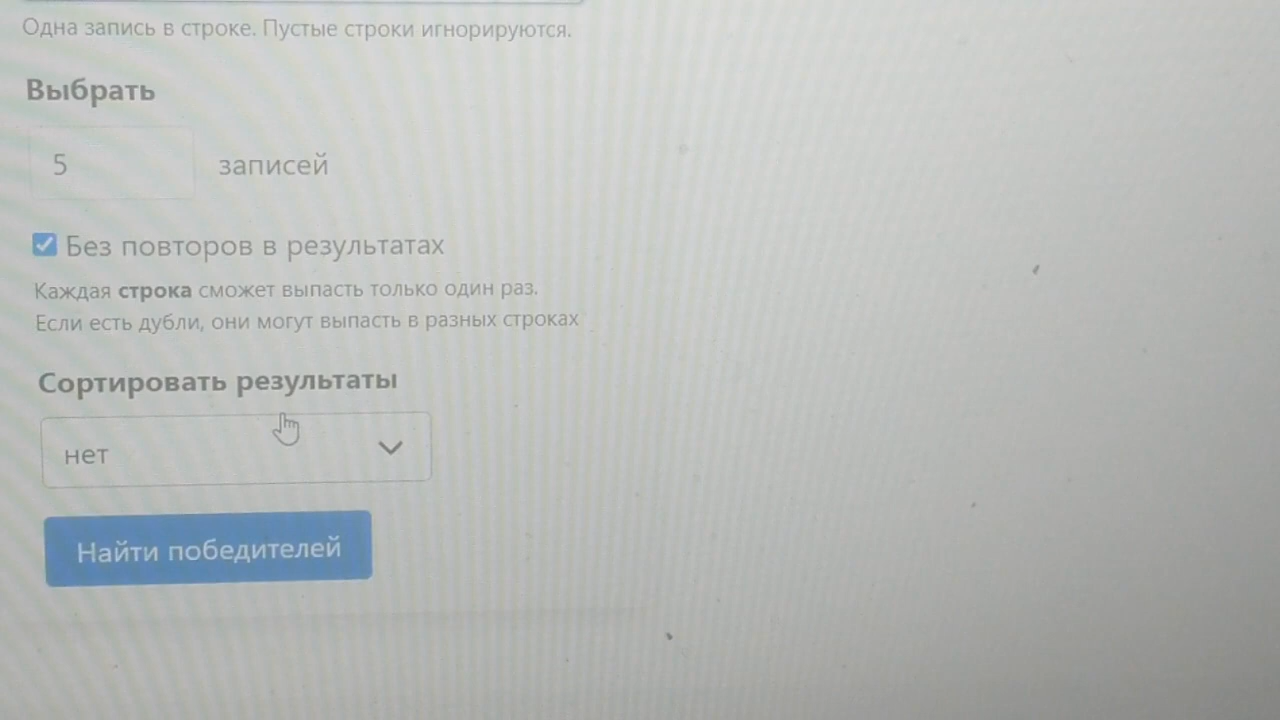 Одна запись в строке. Пустые строки игнорируются.
Выбрать
5 записей
Без повторов в результатах
Каждая строка сможет выпасть только один раз.
Если есть дубли, они могут выпасть в разных строках
Сортировать результаты
нет
Найти победителей